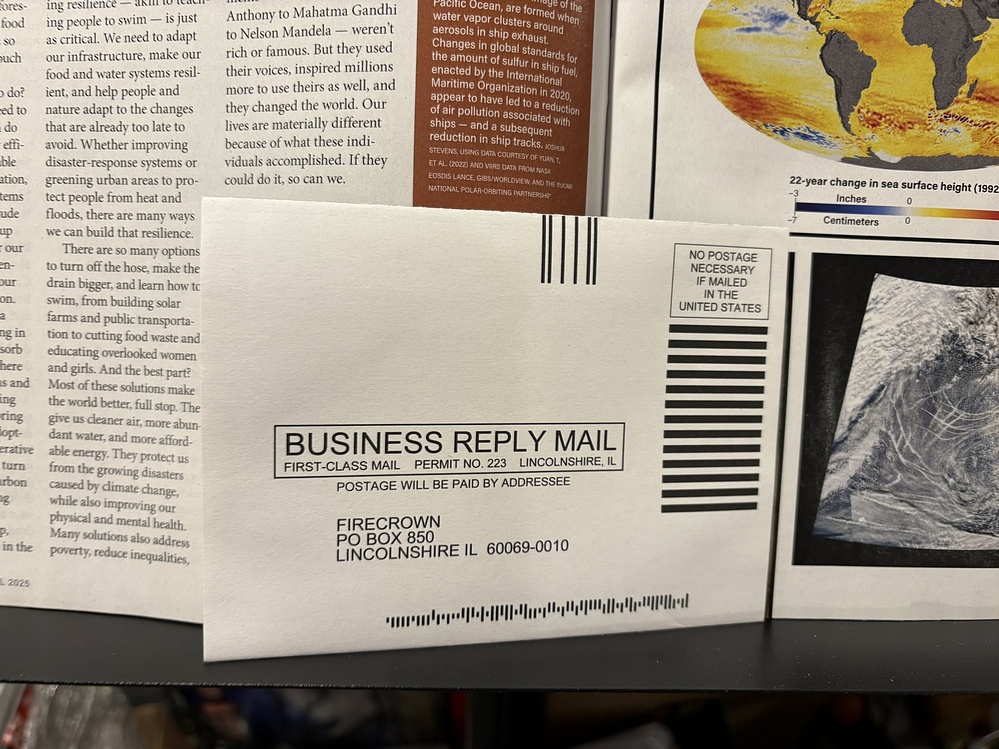 ing resilience — akin to teach-
ing people to swim — is just
as critical. We need to adapt
our infrastructure, make our
food and water systems resil-
ient, and help people and
nature adapt to the changes
that are already too late to
avoid. Whether improving
disaster-response systems or
greening urban areas to pro-
tect people from heat and
floods, there are many ways
we can build that resilience.
There are so many options
to turn off the hose, make the
drain bigger, and learn how to
swim, from building solar
farms and public transporta-
tion to cutting food waste and
educating overlooked women
and girls. And the best part?
Most of these solutions make
the world better, full stop. The
give us cleaner air, more abun-
dant water, and more afford-
able energy. They protect us
from the growing disasters
caused by climate change,
while also improving our
physical and mental health.
Many solutions also address
poverty, reduce inequalities,
Anthony to Mahatma Gandhi
to Nelson Mandela — weren't
rich or famous. But they used
their voices, inspired millions
more to use theirs as well, and
they changed the world. Our
lives are materially different
because of what these indi-
viduals accomplished. If they
could do it, so can we.
Pacific Ocean, are formed when
water vapor clusters around
aerosols in ship exhaust.
Changes in global standards for
the amount of sulfur in ship fuel,
enacted by the International
Maritime Organization in 2020,
appear to have led to a reduction
of air pollution associated with
ships — and a subsequent
reduction in ship tracks. JOSHUA
STEVENS, USING DATA COURTESY OF YUAN, T.,
ET AL. (2022) AND VIIRS DATA FROM NASA
EOSDIS LANCE, GIBS/WORLDVIEW, AND THE SUOMI
NATIONAL POLAR-ORBITING PARTNERSHIP
22-year change in sea surface height (1992
–3 Inches 0
–7 Centimeters 0
NO POSTAGE
NECESSARY
IF MAILED
IN THE
UNITED STATES
BUSINESS REPLY MAIL
FIRST-CLASS MAIL PERMIT NO. 223 LINCOLNSHIRE, IL
POSTAGE WILL BE PAID BY ADDRESSEE
FIRECROWN
PO BOX 850
LINCOLNSHIRE IL 60069-0010
2025